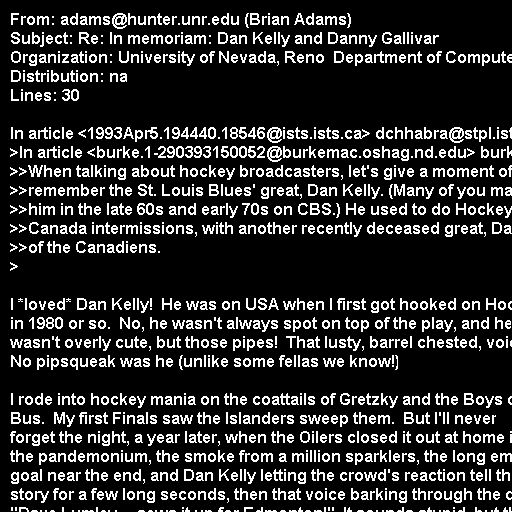 From: adams@hunter.unr.edu (Brian Adams)
Subject: Re: In memoriam: Dan Kelly and Danny Gallivar
Organization: University of Nevada, Reno  Department of Compute
Distribution: na
Lines: 30

In article <1993Apr5.194440.18546@ists.ists.ca> dchhabra@stpl.ist
>In article <burke.1-290393150052@burkemac.oshag.nd.edu> burk
>>When talking about hockey broadcasters, let's give a moment of
>>remember the St. Louis Blues' great, Dan Kelly. (Many of you ma
>>him in the late 60s and early 70s on CBS.) He used to do Hockey
>>Canada intermissions, with another recently deceased great, Da
>>of the Canadiens.
>

I *loved* Dan Kelly!  He was on USA when I first got hooked on Hoc
in 1980 or so.  No, he wasn't always spot on top of the play, and he
wasn't overly cute, but those pipes!  That lusty, barrel chested, voi
No pipsqueak was he (unlike some fellas we know!)

I rode into hockey mania on the coattails of Gretzky and the Boys o
Bus.  My first Finals saw the Islanders sweep them.  But I'll never
forget the night, a year later, when the Oilers closed it out at home i
the pandemonium, the smoke from a million sparklers, the long em
goal near the end, and Dan Kelly letting the crowd's reaction tell th
story for a few long seconds, then that voice barking through the d